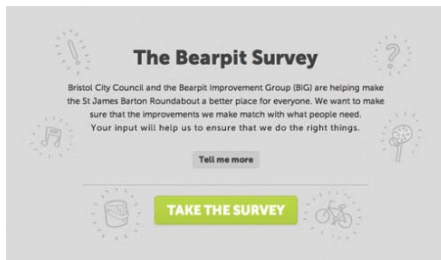 The Bearpit Survey
Bristol City Council and the Bearpit Improvement Group (BIG) are helping make
the St James Barton Roundabout a better place for everyone. We want to make
sure that the improvements we make match with what people need.
Your input will help us to ensure that we do the right things.
Tell me more
TAKE THE SURVEY